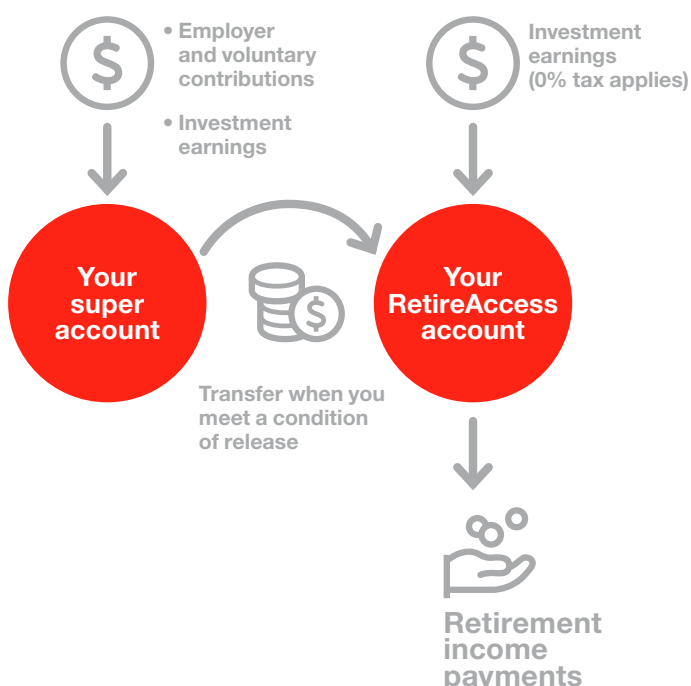 • Employer
and voluntary
contributions
• Investment
earnings
Investment
earnings
(0% tax applies)
Your
super
account
Your
RetireAccess
account
Transfer when you
meet a condition
of release
Retirement
income
payments